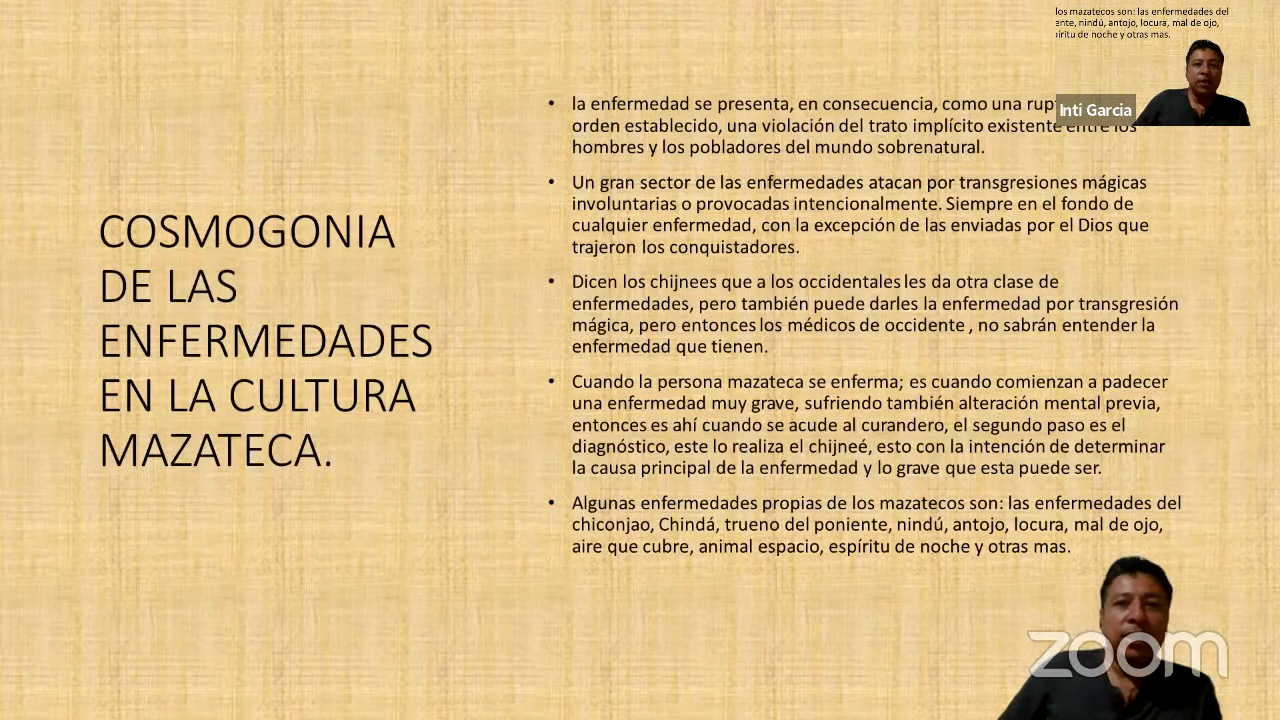 COSMOGONIA
DE LAS
ENFERMEDADES
EN LA CULTURA
MAZATECA.
• la enfermedad se presenta, en consecuencia, como una
orden establecido, una violación del trato implícito existente entre los
hombres y los pobladores del mundo sobrenatural.
• Un gran sector de las enfermedades atacan por transgresiones mágicas
involuntarias o provocadas intencionalmente. Siempre en el fondo de
cualquier enfermedad, con la excepción de las enviadas por el Dios que
trajeron los conquistadores.
• Dicen los chijnees que a los occidentales les da otra clase de
enfermedades, pero también puede darles la enfermedad por transgresión
mágica, pero entonces los médicos de occidente , no sabrán entender la
enfermedad que tienen.
• Cuando la persona mazateca se enferma; es cuando comienzan a padecer
una enfermedad muy grave, sufriendo también alteración mental previa,
entonces es ahí cuando se acude al curandero, el segundo paso es el
diagnóstico, este lo realiza el chijneé, esto con la intención de determinar
la causa principal de la enfermedad y lo grave que esta puede ser.
• Algunas enfermedades propias de los mazatecos son: las enfermedades del
chiconjao, Chindá, trueno del poniente, nindú, antojo, locura, mal de ojo,
aire que cubre, animal espacio, espíritu de noche y otras mas.
los mazatecos son: las enfermedades del
nindú, antojo, locura, mal de ojo,
de noche y otras mas.
Inti Garcia
zoom